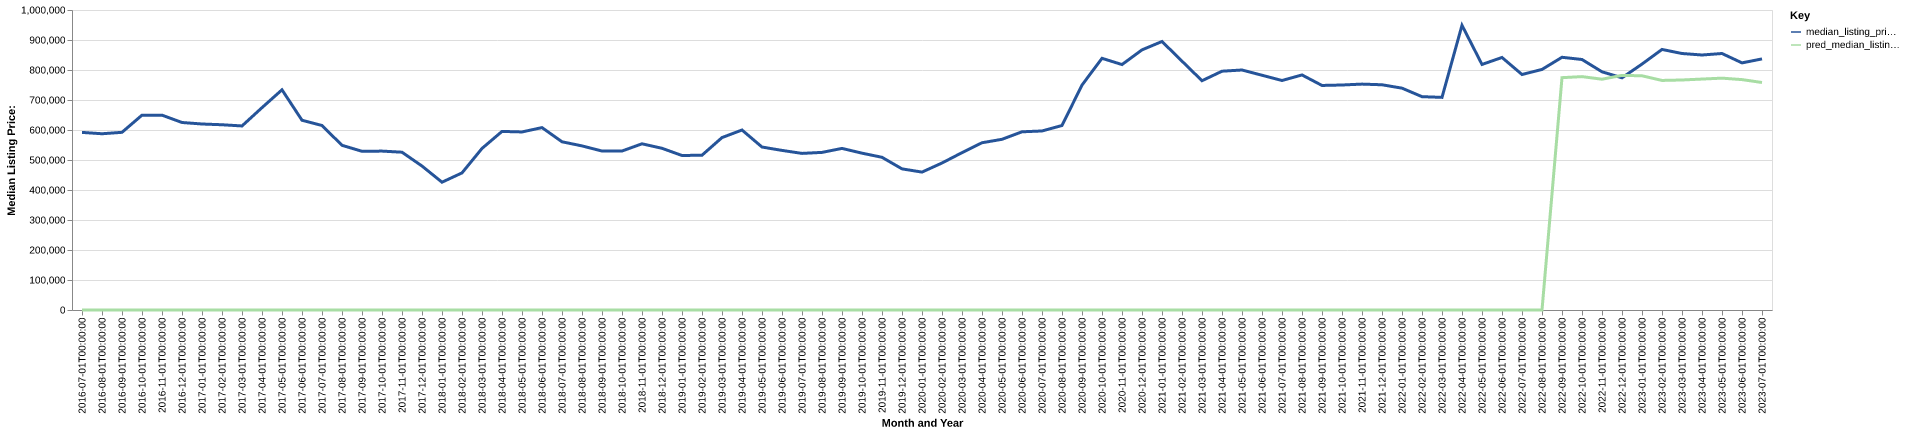 1,000,000
900,000
800,000
700,000
600,000
500,000
400,000
300,000
200,000
100,000
0
Median Listing Price:
2016-07-01T00:00:00
2016-08-01T00:00:00
2016-09-01T00:00:00
2016-10-01T00:00:00
2016-11-01T00:00:00
2016-12-01T00:00:00
2017-01-01T00:00:00
2017-02-01T00:00:00
2017-03-01T00:00:00
2017-04-01T00:00:00
2017-05-01T00:00:00
2017-06-01T00:00:00
2017-07-01T00:00:00
2017-08-01T00:00:00
2017-09-01T00:00:00
2017-10-01T00:00:00
2017-11-01T00:00:00
2017-12-01T00:00:00
2018-01-01T00:00:00
2018-02-01T00:00:00
2018-03-01T00:00:00
2018-04-01T00:00:00
2018-05-01T00:00:00
2018-06-01T00:00:00
2018-07-01T00:00:00
2018-08-01T00:00:00
2018-09-01T00:00:00
2018-10-01T00:00:00
2018-11-01T00:00:00
2018-12-01T00:00:00
2019-01-01T00:00:00
2019-02-01T00:00:00
2019-03-01T00:00:00
2019-04-01T00:00:00
2019-05-01T00:00:00
2019-06-01T00:00:00
2019-07-01T00:00:00
2019-08-01T00:00:00
2019-09-01T00:00:00
2019-10-01T00:00:00
2019-11-01T00:00:00
2019-12-01T00:00:00
2020-01-01T00:00:00
2020-02-01T00:00:00
2020-03-01T00:00:00
2020-04-01T00:00:00
2020-05-01T00:00:00
2020-06-01T00:00:00
2020-07-01T00:00:00
2020-08-01T00:00:00
2020-09-01T00:00:00
2020-10-01T00:00:00
2020-11-01T00:00:00
2020-12-01T00:00:00
2021-01-01T00:00:00
2021-02-01T00:00:00
2021-03-01T00:00:00
2021-04-01T00:00:00
2021-05-01T00:00:00
2021-06-01T00:00:00
2021-07-01T00:00:00
2021-08-01T00:00:00
2021-09-01T00:00:00
2021-10-01T00:00:00
2021-11-01T00:00:00
2021-12-01T00:00:00
2022-01-01T00:00:00
2022-02-01T00:00:00
2022-03-01T00:00:00
2022-04-01T00:00:00
2022-05-01T00:00:00
2022-06-01T00:00:00
2022-07-01T00:00:00
2022-08-01T00:00:00
2022-09-01T00:00:00
2022-10-01T00:00:00
2022-11-01T00:00:00
2022-12-01T00:00:00
2023-01-01T00:00:00
2023-02-01T00:00:00
2023-03-01T00:00:00
2023-04-01T00:00:00
2023-05-01T00:00:00
2023-06-01T00:00:00
2023-07-01T00:00:00
Month and Year
Key
median_listing_pri…
pred_median_listin…